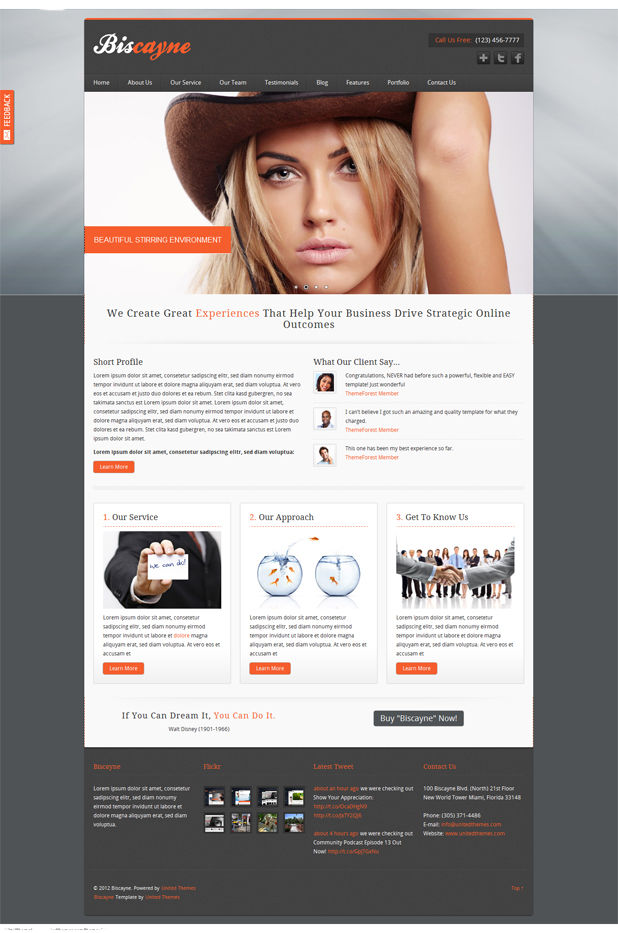 Biscayne
Call Us Free: (123) 456-7777
Home About Us Our Service Our Team Testimonials Blog Features Portfolio Contact Us
FEEDBACK
BEAUTIFUL STIRRING ENVIRONMENT
We Create Great Experiences That Help Your Business Drive Strategic Online
Outcomes
Short Profile
Lorem ipsum dolor sit amet, consetetur sadipscing elitr, sed diam nonumy eirmod
tempor invidunt ut labore et dolore magna aliquyam erat, sed diam voluptua. At vero
eos et accusam et justo duo dolores et ea rebum. Stet clita kasd gubergren, no sea
takimata sanctus est Lorem ipsum dolor sit amet. Lorem ipsum dolor sit amet,
consetetur sadipscing elitr, sed diam nonumy eirmod tempor invidunt ut labore et
dolore magna aliquyam erat, sed diam voluptua. At vero eos et accusam et justo duo
dolores et ea rebum. Stet clita kasd gubergren, no sea takimata sanctus est Lorem
ipsum dolor sit amet.
Lorem ipsum dolor sit amet, consetetur sadipscing elitr, sed diam voluptua:
Learn More
What Our Client Say...
Congratulations, NEVER had before such a powerful, flexible and EASY
template! Just wonderful
ThemeForest Member
I can't believe I got such an amazing and quality template for what they
charged.
ThemeForest Member
This one has been my best experience so far.
ThemeForest Member
1. Our Service
we can do!
Lorem ipsum dolor sit amet, consetetur
sadipscing elitr, sed diam nonumy eirmod
tempor invidunt ut labore et dolore magna
aliquyam erat, sed diam voluptua. At vero eos et
accusam et
Learn More
2. Our Approach
Lorem ipsum dolor sit amet, consetetur
sadipscing elitr, sed diam nonumy eirmod
tempor invidunt ut labore et dolore magna
aliquyam erat, sed diam voluptua. At vero eos et
accusam et
Learn More
3. Get To Know Us
Lorem ipsum dolor sit amet, consetetur
sadipscing elitr, sed diam nonumy eirmod
tempor invidunt ut labore et dolore magna
aliquyam erat, sed diam voluptua. At vero eos et
accusam et
Learn More
If You Can Dream It, You Can Do It.
Walt Disney (1901-1966)
Buy "Biscayne" Now!
Biscayne
Lorem ipsum dolor sit amet, consetetur
sadipscing elitr, sed diam nonumy eirmod
tempor invidunt ut labore et dolore
magna aliquyam erat, sed diam
voluptua.
Flickr
Latest Tweet
about an hour ago we were checking out
Show Your Appreciation:
about 4 hours ago we were checking out
Community Podcast Episode 13 Out
Now!
Contact Us
100 Biscayne Blvd. (North) 21st Floor
New World Tower Miami, Florida 33148
Phone: (305) 371-4486
E-mail: info@unitedthemes.com
Website: www.unitedthemes.com
© 2012 Biscayne. Powered by United Themes
Biscayne Template by United Themes
Top ↑